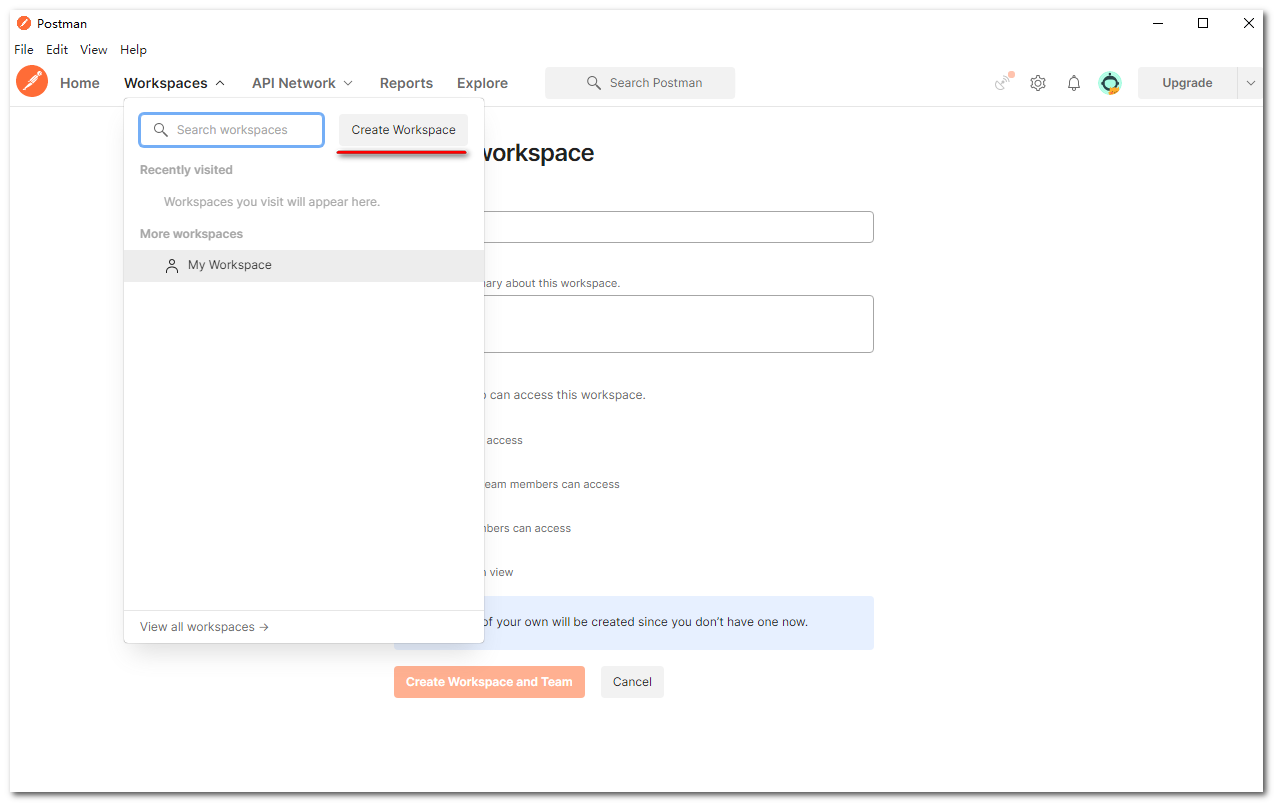 Postman
File Edit View Help
Home Workspaces API Network Reports Explore Search Postman Upgrade
Search workspaces Create Workspace
workspace
Recently visited
Workspaces you visit will appear here.
More workspaces
My Workspace
about this workspace.
can access this workspace.
access
members can access
can access
view
View all workspaces →
of your own will be created since you don’t have one now.
Create Workspace and Team Cancel